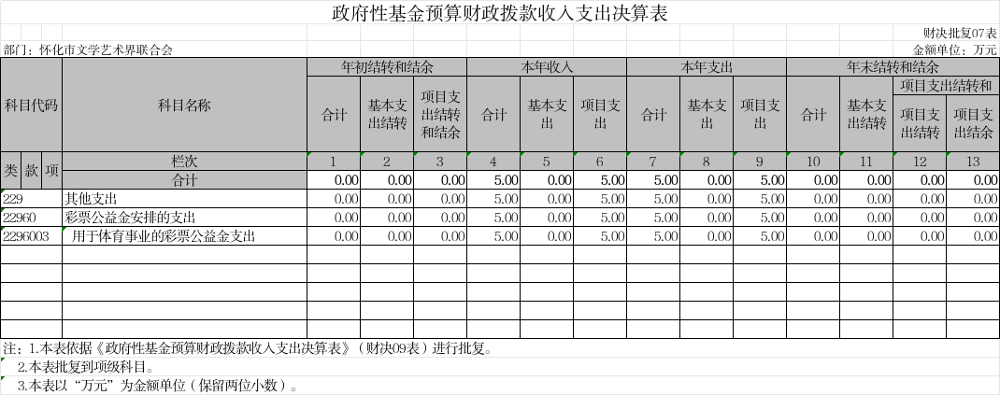 政府性基金预算财政拨款收入支出决算表
财决批复07表
部门：怀化市文学艺术界联合会 金额单位：万元
科目代码 科目名称 年初结转和结余 本年收入 本年支出 年末结转和结余
合计 基本支出结转 项目支出结转和结余 合计 基本支出 项目支出 合计 基本支出 项目支出 合计 基本支出结转 项目支出结转和
项目支出结转 项目支出结余
类 款 项 栏次 1 2 3 4 5 6 7 8 9 10 11 12 13
合计 0.00 0.00 0.00 5.00 0.00 5.00 5.00 0.00 5.00 0.00 0.00 0.00 0.00
229 其他支出 0.00 0.00 0.00 5.00 0.00 5.00 5.00 0.00 5.00 0.00 0.00 0.00 0.00
22960 彩票公益金安排的支出 0.00 0.00 0.00 5.00 0.00 5.00 5.00 0.00 5.00 0.00 0.00 0.00 0.00
2296003 用于体育事业的彩票公益金支出 0.00 0.00 0.00 5.00 0.00 5.00 5.00 0.00 5.00 0.00 0.00 0.00 0.00
注：1.本表依据《政府性基金预算财政拨款收入支出决算表》（财决09表）进行批复。
2.本表批复到项级科目。
3.本表以“万元”为金额单位（保留两位小数）。